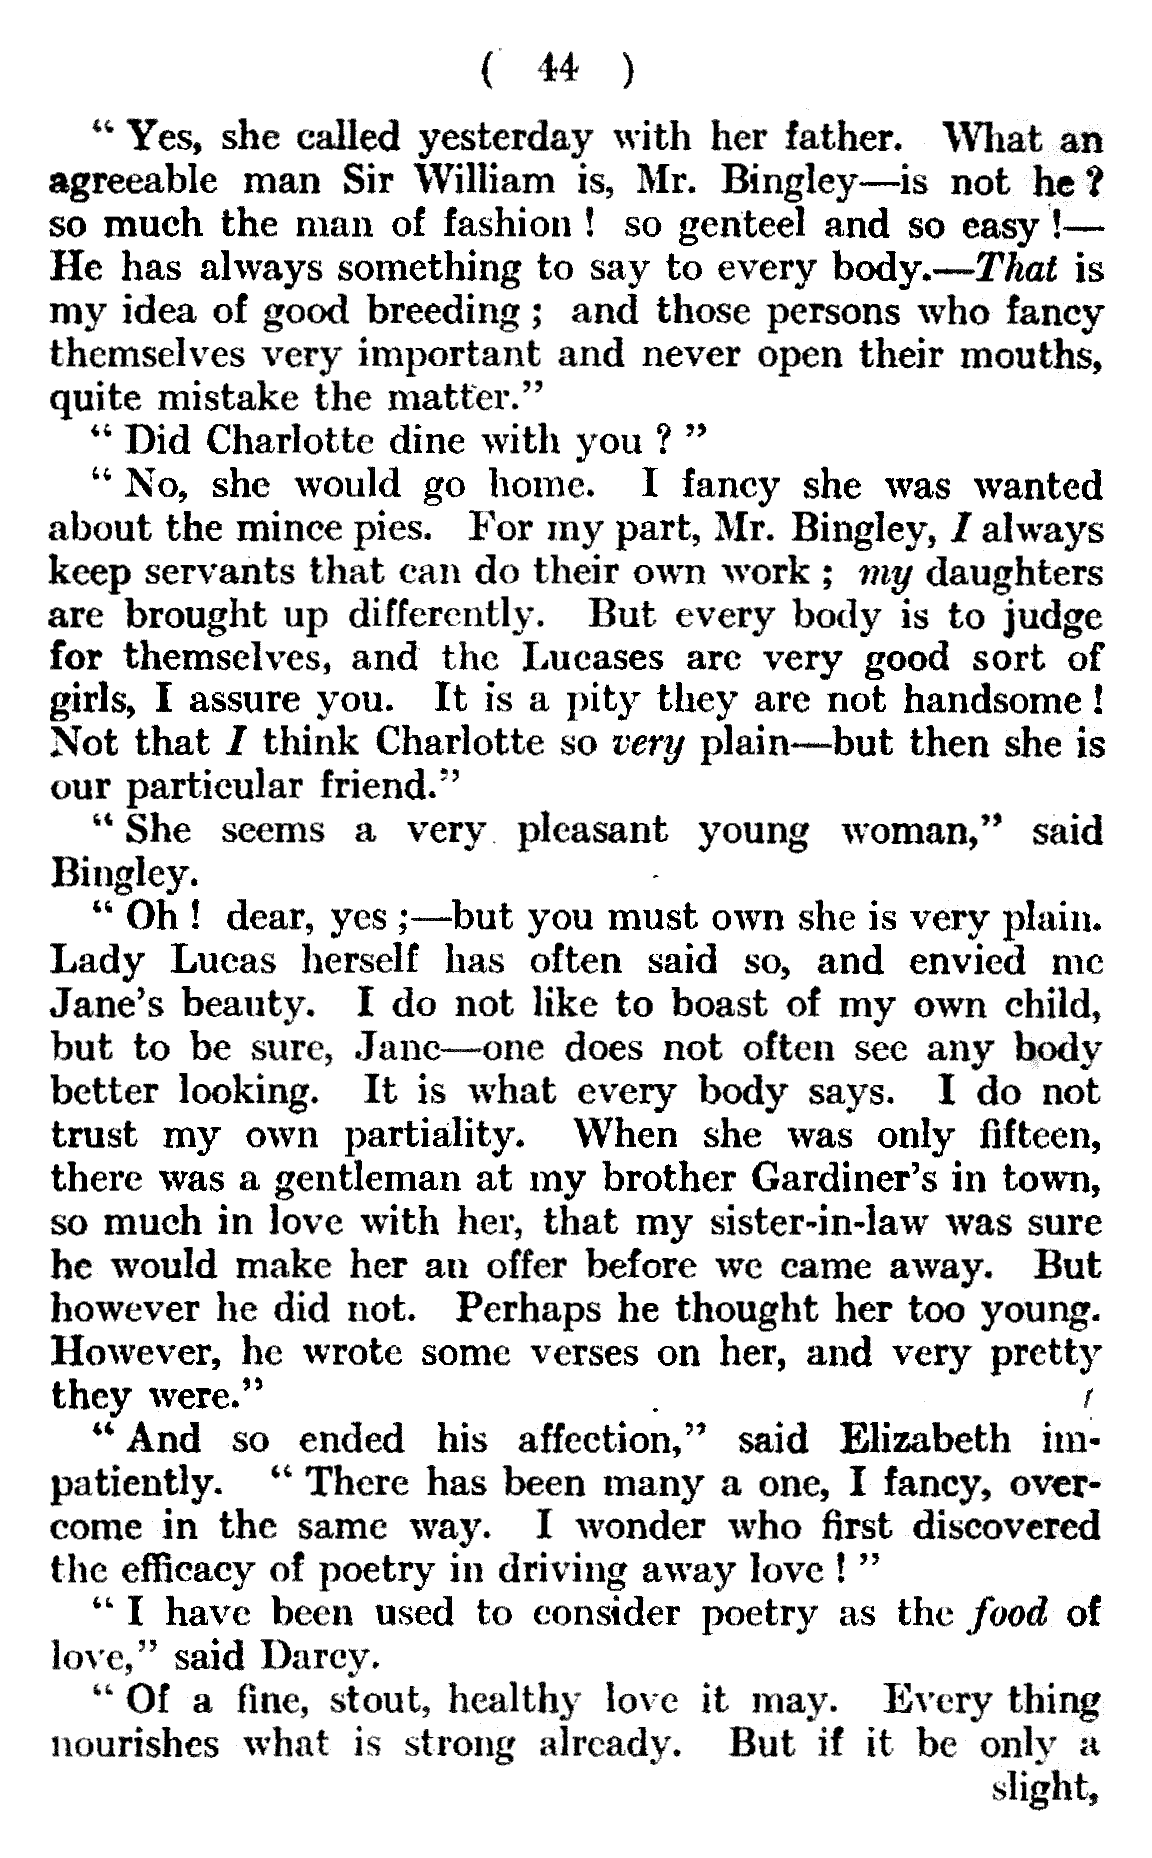 ( 44 )
“ Yes, she called yesterday with her father. What an
agreeable man Sir William is, Mr. Bingley—is not he ?
so much the man of fashion ! so genteel and so easy !—
He has always something to say to every body.—That is
my idea of good breeding ; and those persons who fancy
themselves very important and never open their mouths,
quite mistake the matter.”
“ Did Charlotte dine with you ? ”
“ No, she would go home. I fancy she was wanted
about the mince pies. For my part, Mr. Bingley, I always
keep servants that can do their own work ; my daughters
are brought up differently. But every body is to judge
for themselves, and the Lucases are very good sort of
girls, I assure you. It is a pity they are not handsome !
Not that I think Charlotte so very plain—but then she is
our particular friend.”
“ She seems a very pleasant young woman,” said
Bingley.
“ Oh ! dear, yes ;—but you must own she is very plain.
Lady Lucas herself has often said so, and envied me
Jane’s beauty. I do not like to boast of my own child,
but to be sure, Jane—one does not often see any body
better looking. It is what every body says. I do not
trust my own partiality. When she was only fifteen,
there was a gentleman at my brother Gardiner’s in town,
so much in love with her, that my sister-in-law was sure
he would make her an offer before we came away. But
however he did not. Perhaps he thought her too young.
However, he wrote some verses on her, and very pretty
they were.”
“ And so ended his affection,” said Elizabeth im-
patiently. “ There has been many a one, I fancy, over-
come in the same way. I wonder who first discovered
the efficacy of poetry in driving away love ! ”
“ I have been used to consider poetry as the food of
love,” said Darcy.
“ Of a fine, stout, healthy love it may. Every thing
nourishes what is strong already. But if it be only a
slight,